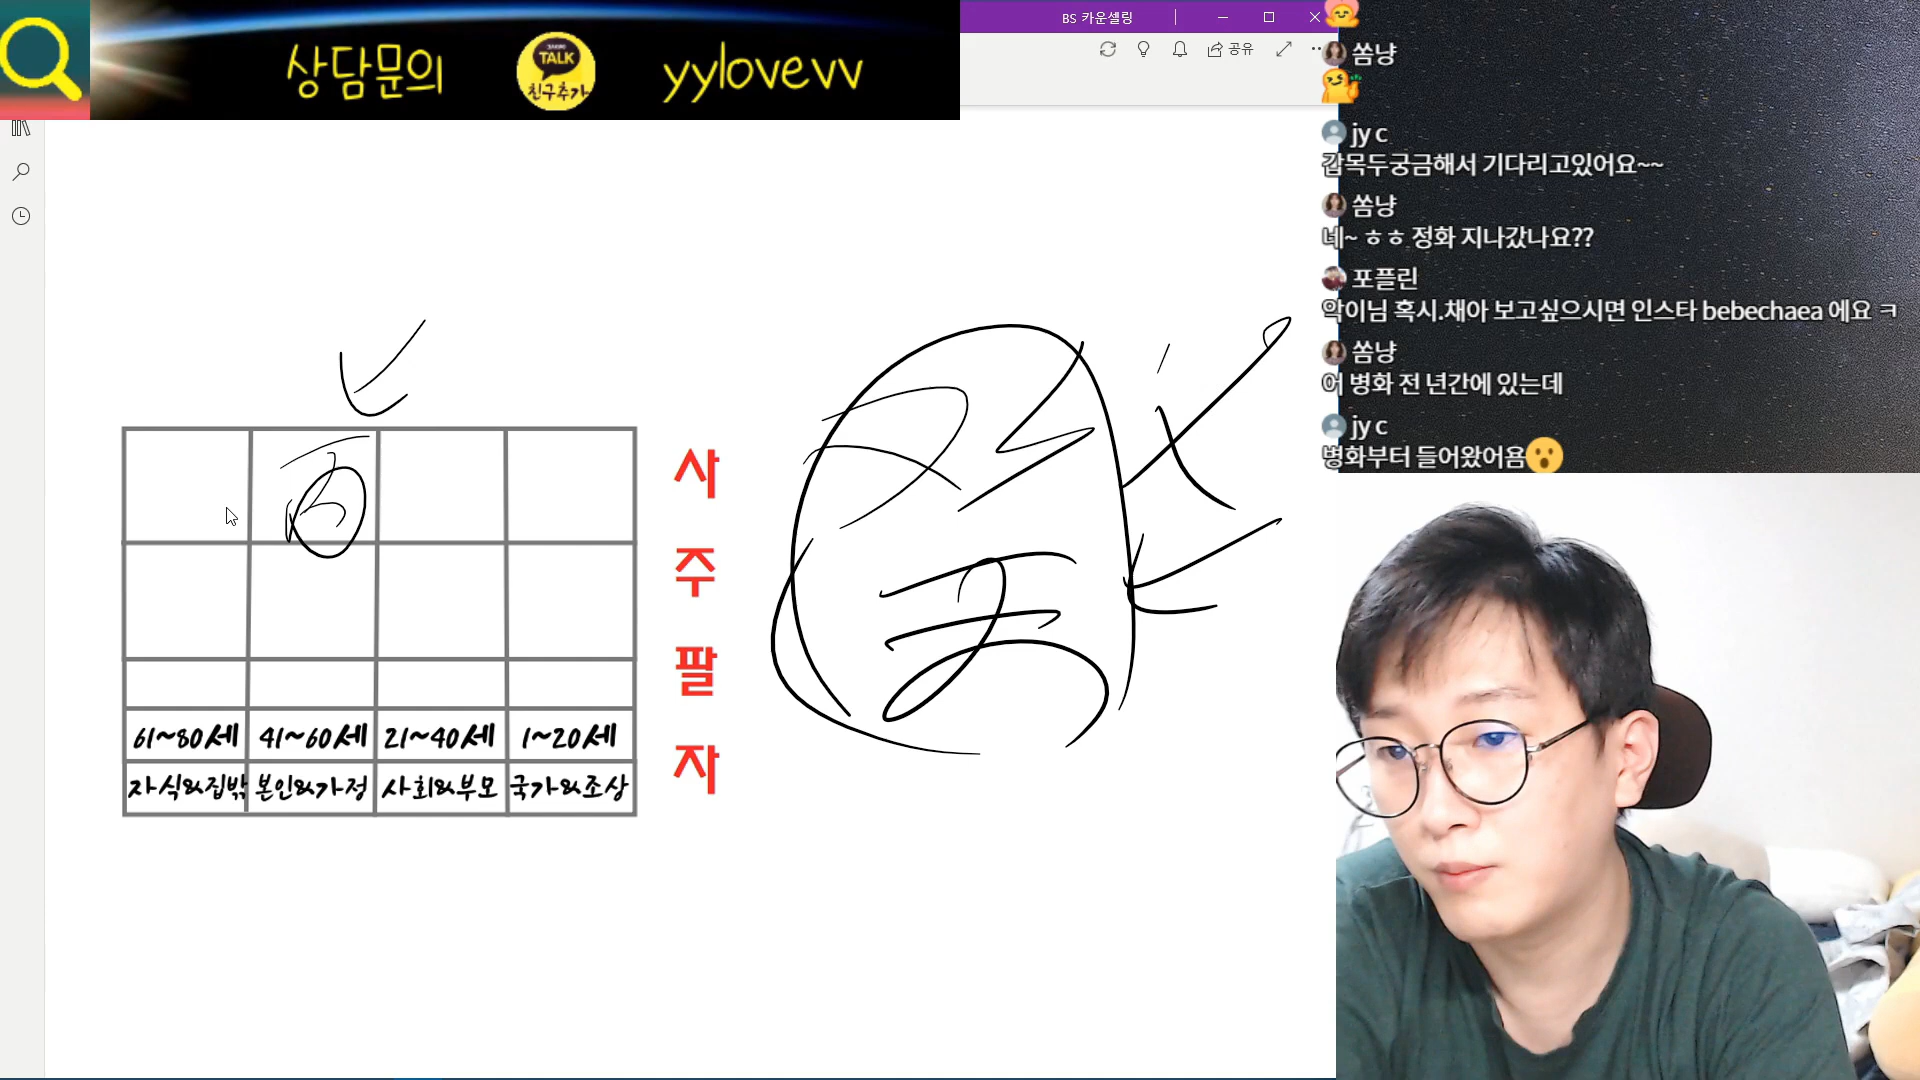 상담문의
TALK
친구추가
yylovevv
BS 카운셀링
공유
쏨냥
jy c
갑목두궁금해서 기다리고있어요~~
쏨냥
네~ ㅎㅎ 정화 지나갔나요??
포플린
악이님 혹시.채아 보고싶으시면 인스타 bebechaea 에요 ㅋ
쏨냥
어 병화 전 년간에 있는데
jy c
병화부터 들어왔어욤
사
주
팔
자
61~80세 41~60세 21~40세 1~20세
자식&집밖 본인&가정 사회&부모 국가&조상